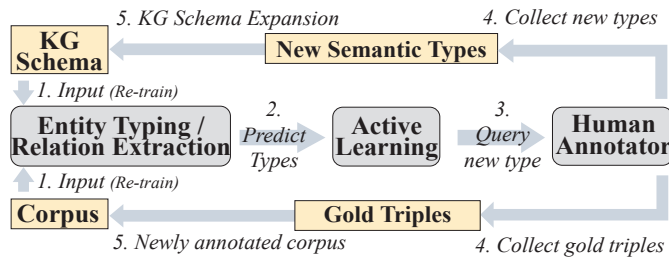 5. KG Schema Expansion
4. Collect new types
KG
Schema
New Semantic Types
1. Input (Re-train)
Entity Typing /
Relation Extraction
2.
Predict
Types
Active
Learning
3.
Query
new type
Human
Annotator
1. Input (Re-train)
Corpus
Gold Triples
5. Newly annotated corpus
4. Collect gold triples